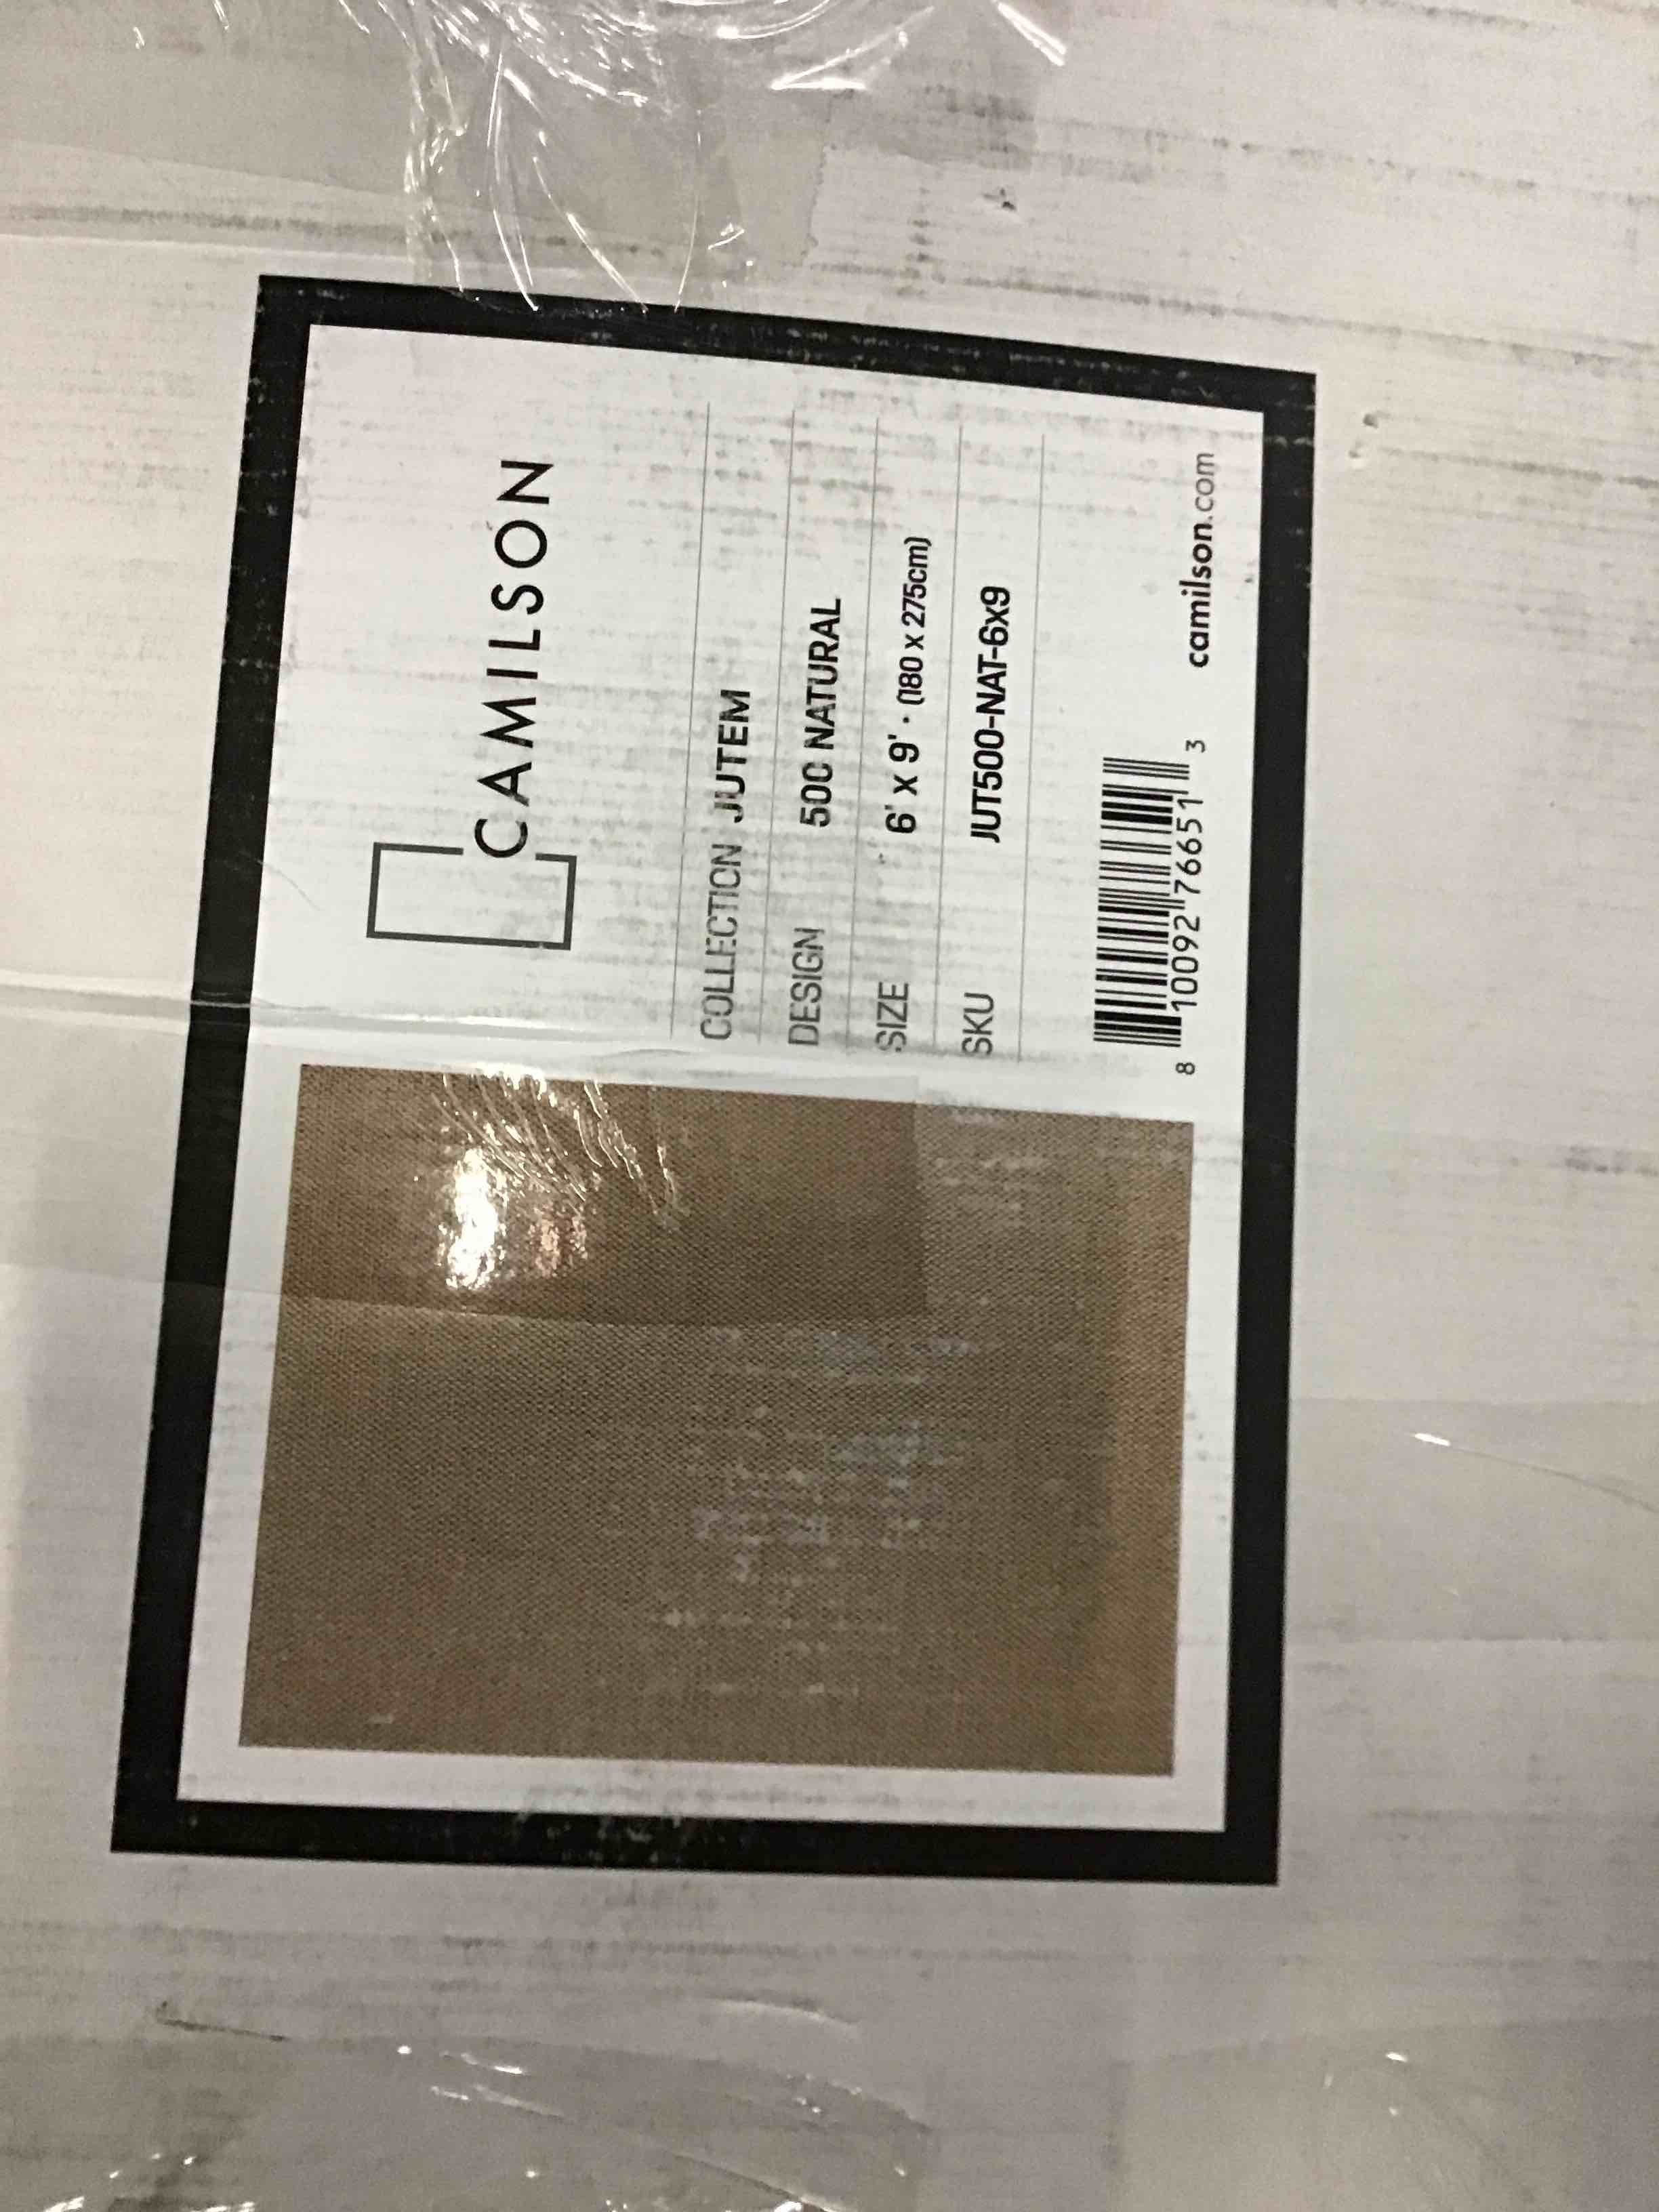 CAMILSON
COLLECTION JUTEM
DESIGN 500 NATURAL
SIZE 6' X 9' · (180 x 275cm)
SKU JUT500-NAT-6x9
8 10092 76651 3
camilson.com